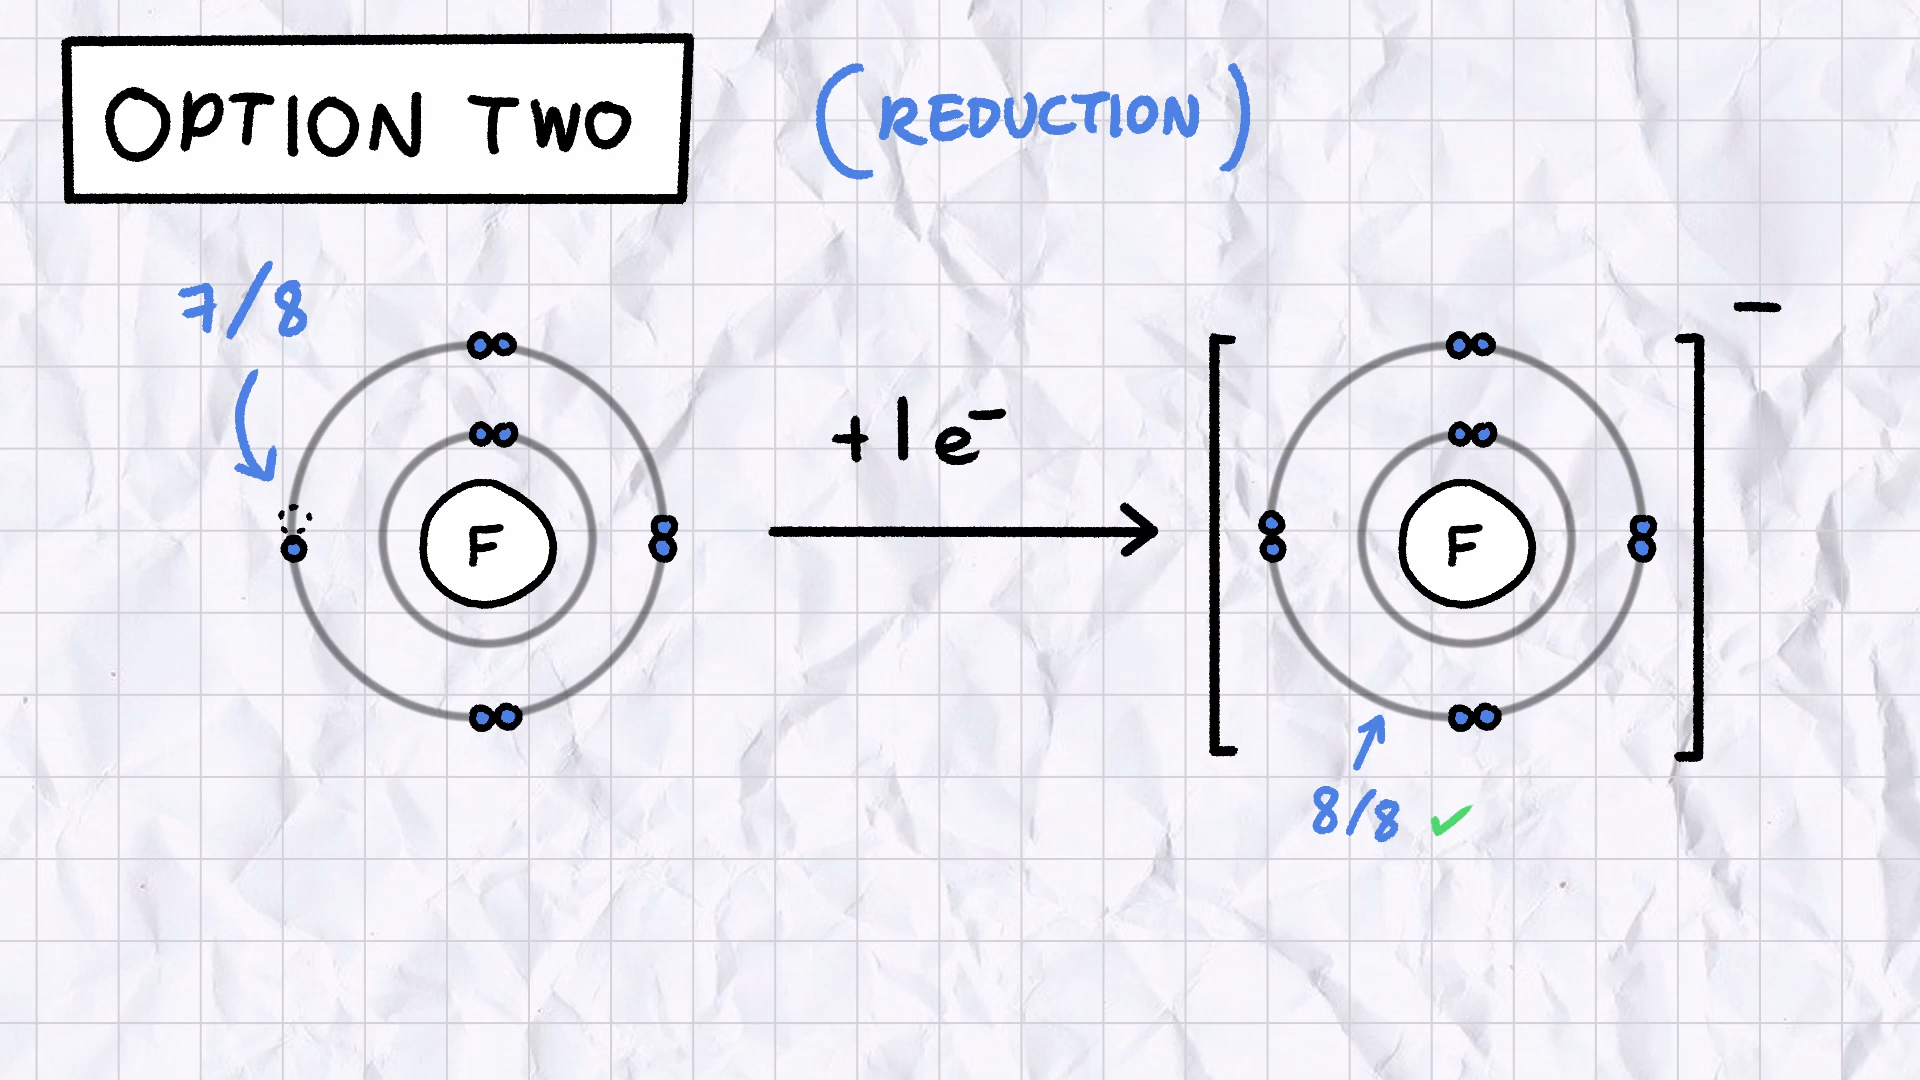 OPTION TWO
(REDUCTION)
7/8
F
+1e⁻
F
−
8/8 ✓